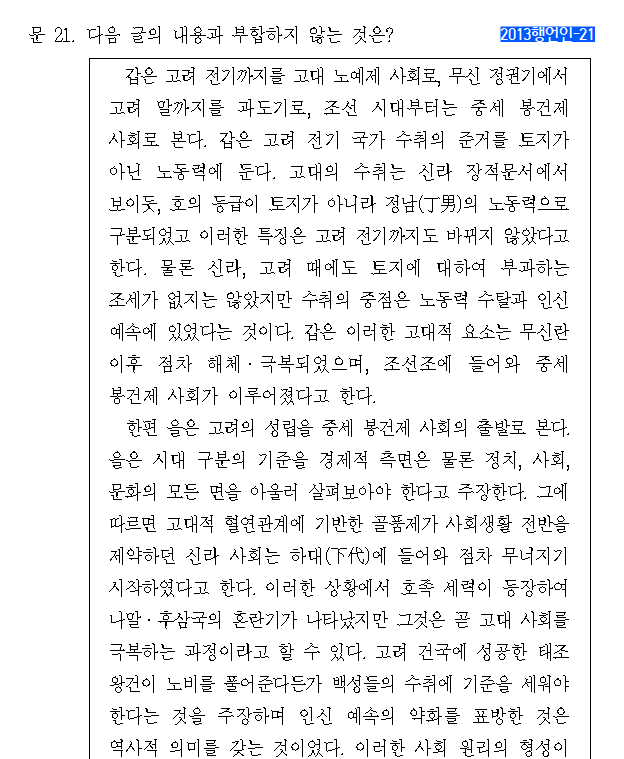 문 21. 다음 글의 내용과 부합하지 않는 것은? 2013행언인-21
갑은 고려 전기까지를 고대 노예제 사회로, 무신 정권기에서
고려 말까지를 과도기로, 조선 시대부터는 중세 봉건제
사회로 본다. 갑은 고려 전기 국가 수취의 준거를 토지가
아닌 노동력에 둔다. 고대의 수취는 신라 장적문서에서
보이듯, 호의 등급이 토지가 아니라 정남(丁男)의 노동력으로
구분되었고 이러한 특징은 고려 전기까지도 바뀌지 않았다고
한다. 물론 신라, 고려 때에도 토지에 대하여 부과하는
조세가 없지는 않았지만 수취의 중점은 노동력 수탈과 인신
예속에 있었다는 것이다. 갑은 이러한 고대적 요소는 무신란
이후 점차 해체·극복되었으며, 조선조에 들어와 중세
봉건제 사회가 이루어졌다고 한다.
한편 을은 고려의 성립을 중세 봉건제 사회의 출발로 본다.
을은 시대 구분의 기준을 경제적 측면은 물론 정치, 사회,
문화의 모든 면을 아울러 살펴보아야 한다고 주장한다. 그에
따르면 고대적 혈연관계에 기반한 골품제가 사회생활 전반을
제약하던 신라 사회는 하대(下代)에 들어와 점차 무너지기
시작하였다고 한다. 이러한 상황에서 호족 세력이 등장하여
나말·후삼국의 혼란기가 나타났지만 그것은 곧 고대 사회를
극복하는 과정이라고 할 수 있다. 고려 건국에 성공한 태조
왕건이 노비를 풀어준다든가 백성들의 수취에 기준을 세워야
한다는 것을 주장하며 인신 예속의 약화를 표방한 것은
역사적 의미를 갖는 것이었다. 이러한 사회 원리의 형성이